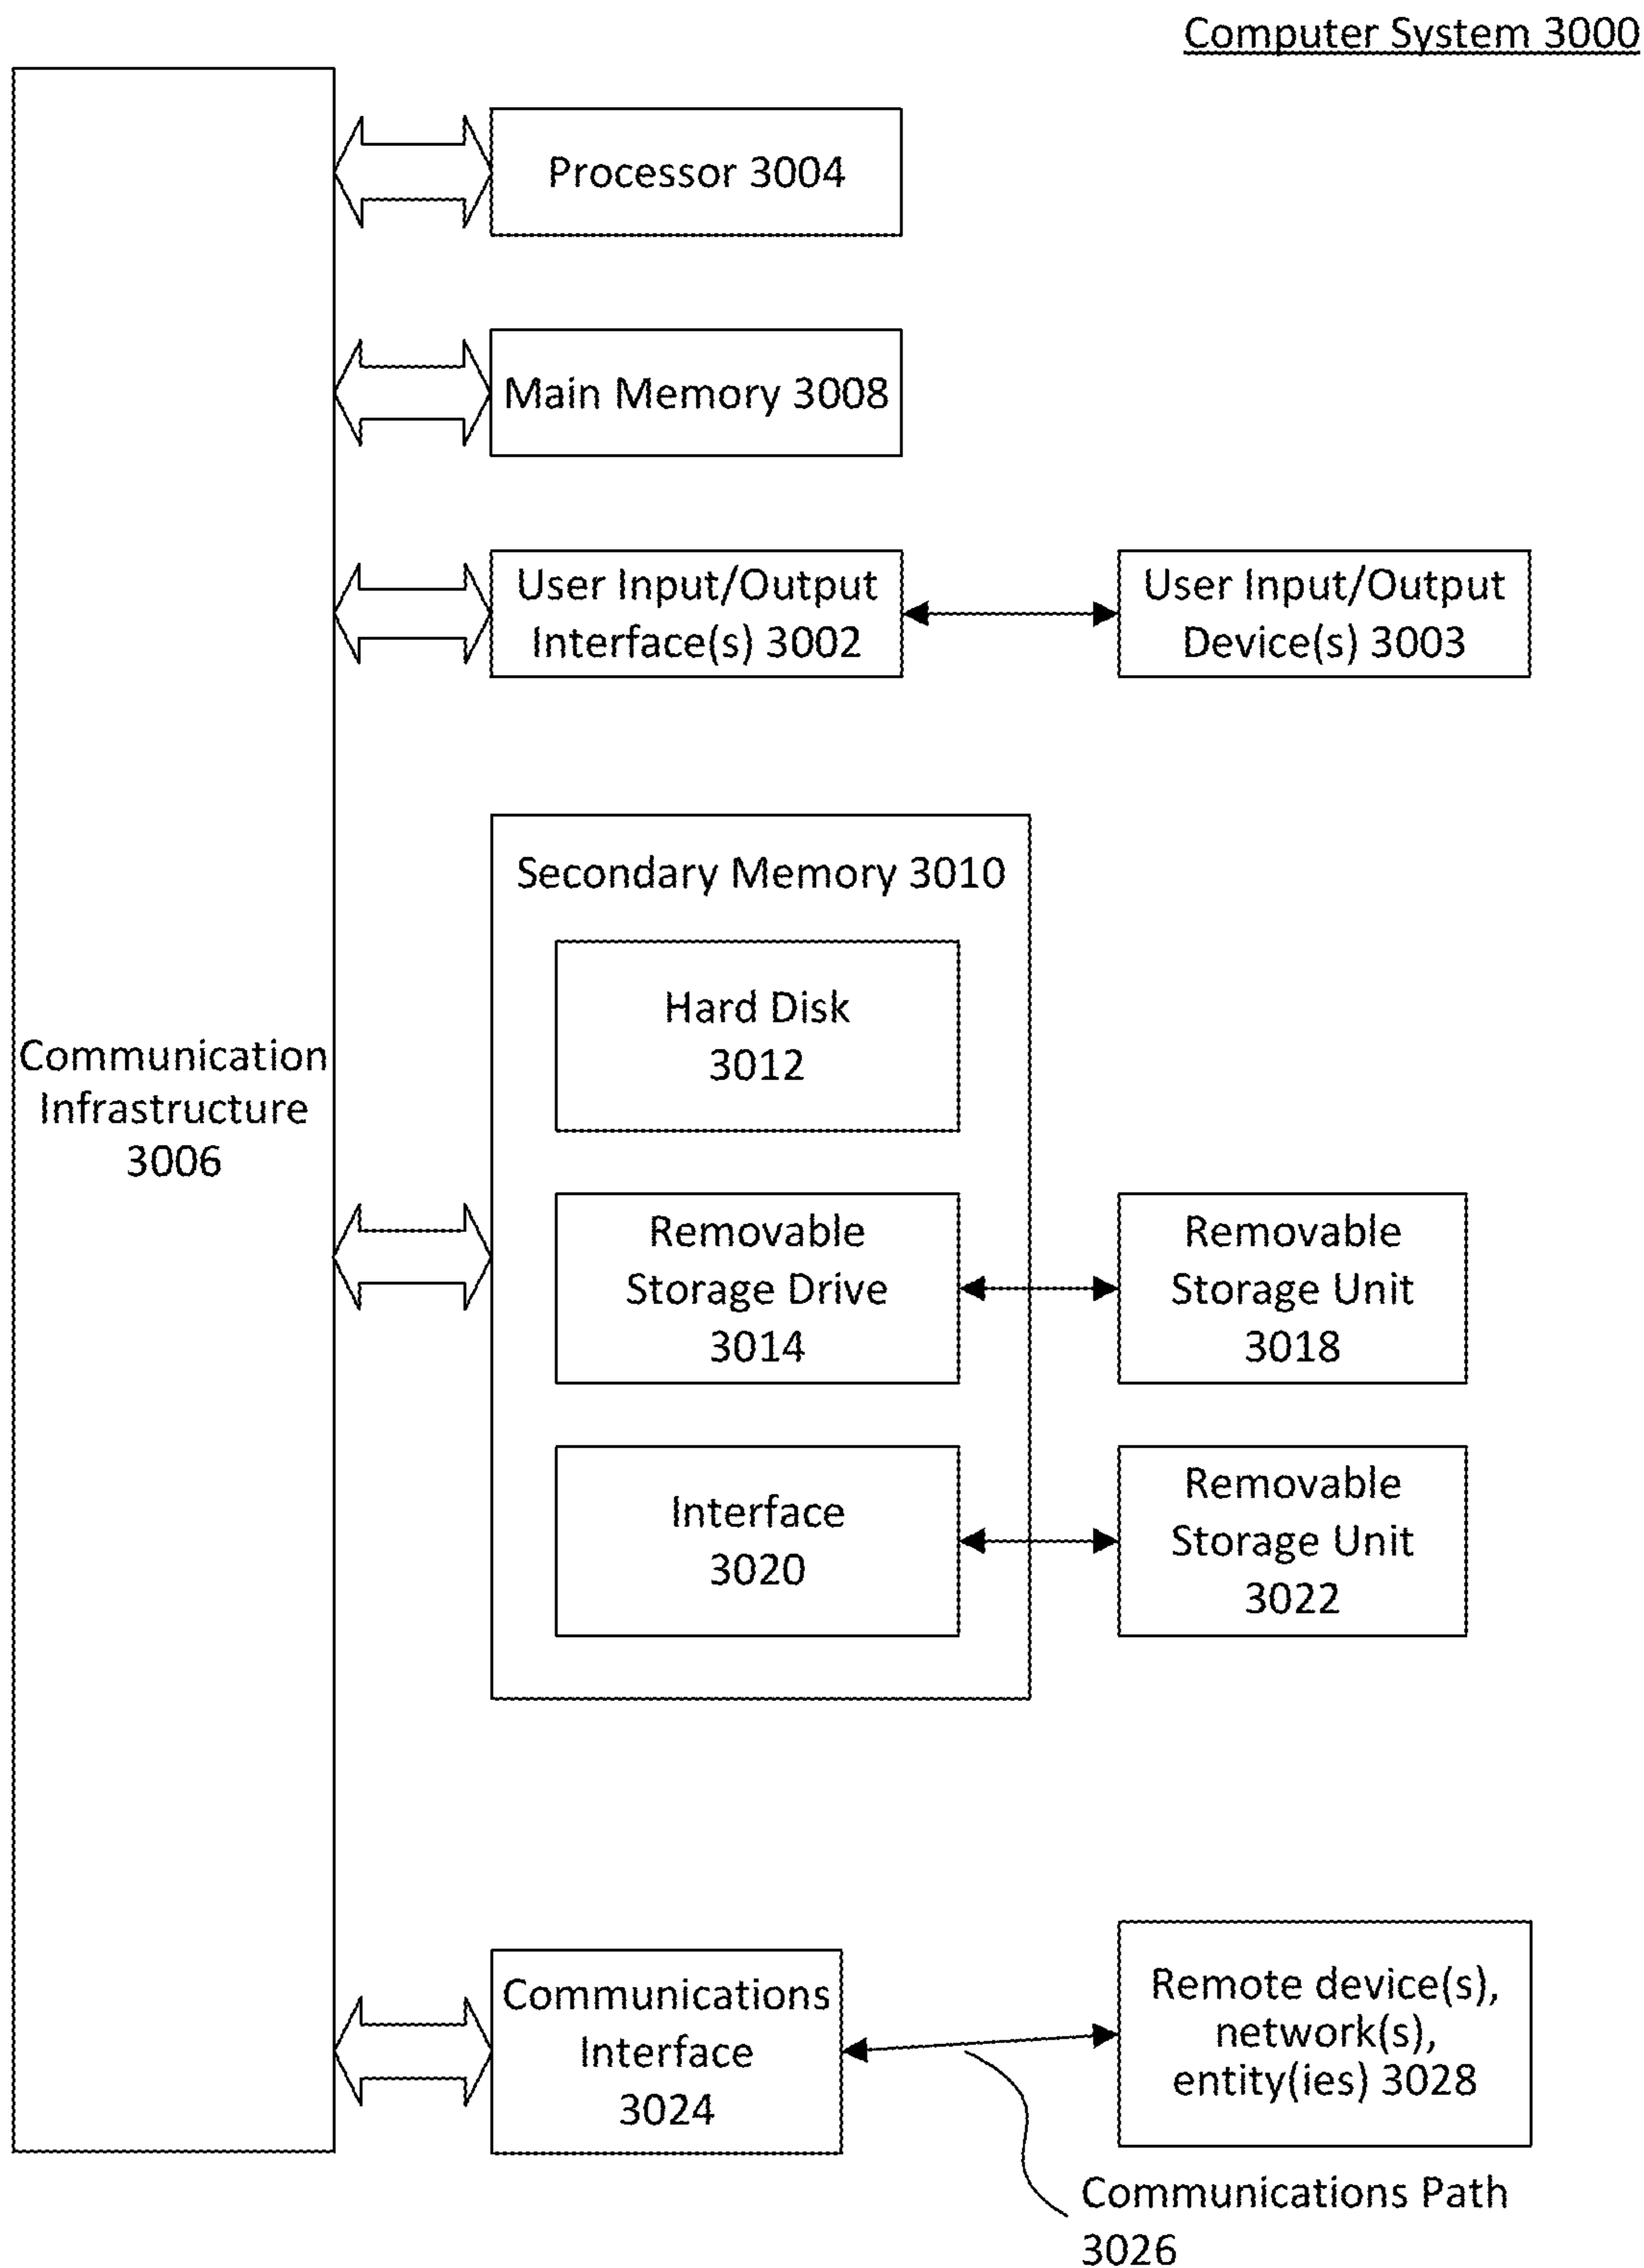 Computer System 3000
Processor 3004
Main Memory 3008
User Input/Output
Interface(s) 3002
User Input/Output
Device(s) 3003
Secondary Memory 3010
Hard Disk
3012
Communication
Infrastructure
3006
Removable
Storage Drive
3014
Removable
Storage Unit
3018
Interface
3020
Removable
Storage Unit
3022
Communications
Interface
3024
Remote device(s),
network(s),
entity(ies) 3028
Communications Path
3026